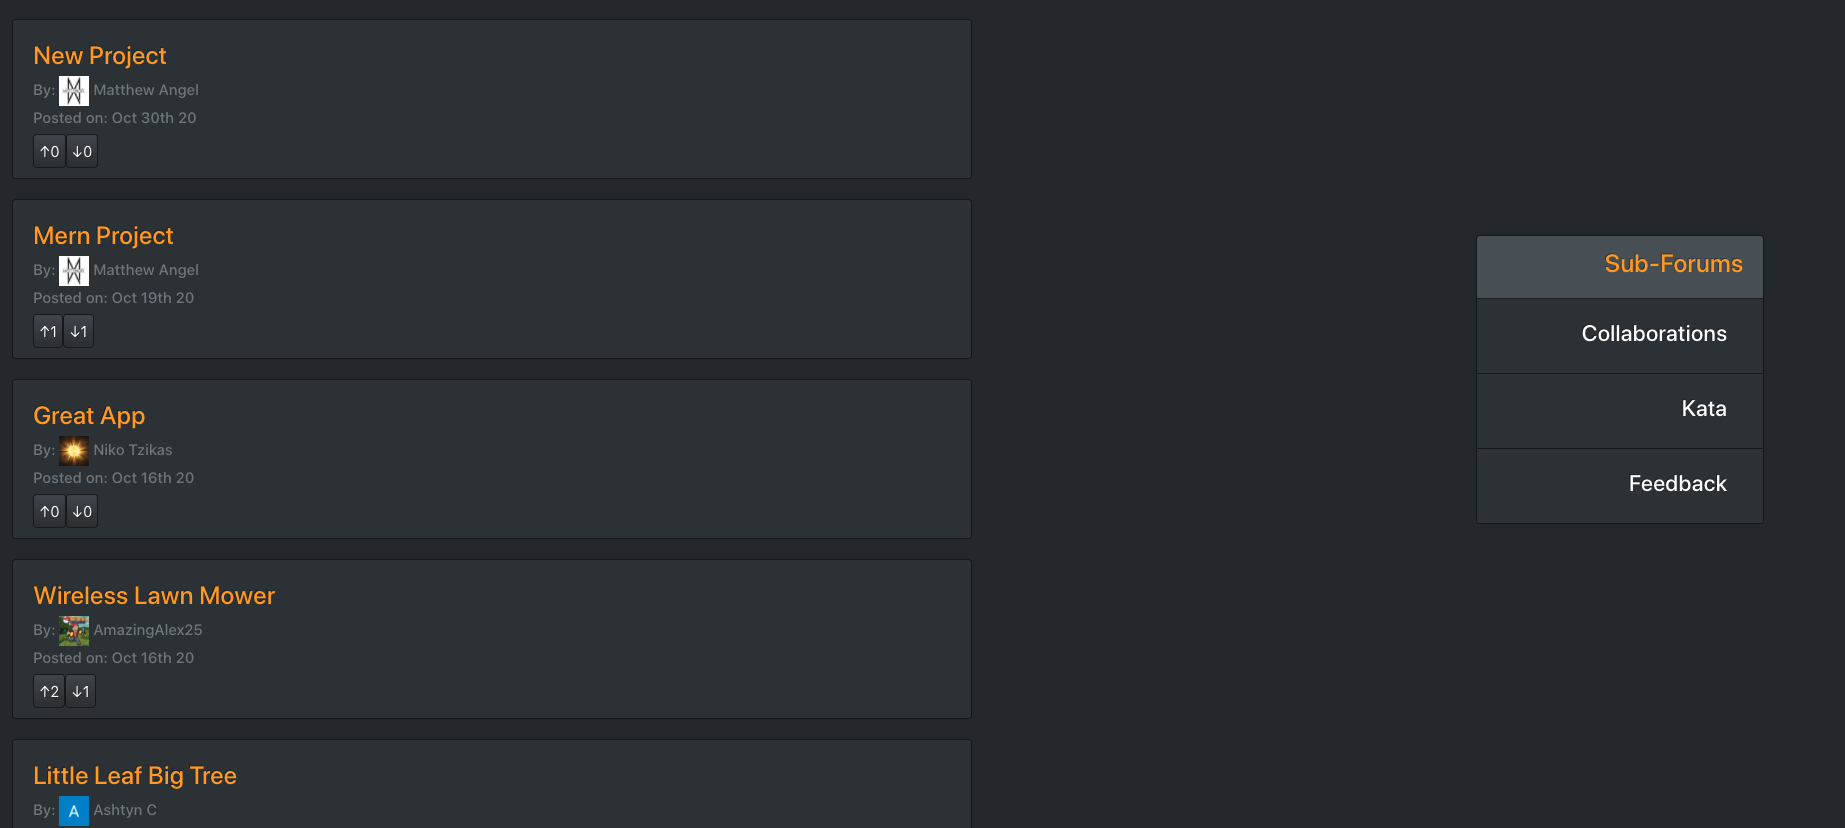 New Project
By: Matthew Angel
Posted on: Oct 30th 20
↑0 ↓0
Mern Project
By: Matthew Angel
Posted on: Oct 19th 20
↑1 ↓1
Great App
By: Niko Tzikas
Posted on: Oct 16th 20
↑0 ↓0
Wireless Lawn Mower
By: AmazingAlex25
Posted on: Oct 16th 20
↑2 ↓1
Little Leaf Big Tree
By: A Ashtyn C
Sub-Forums
Collaborations
Kata
Feedback